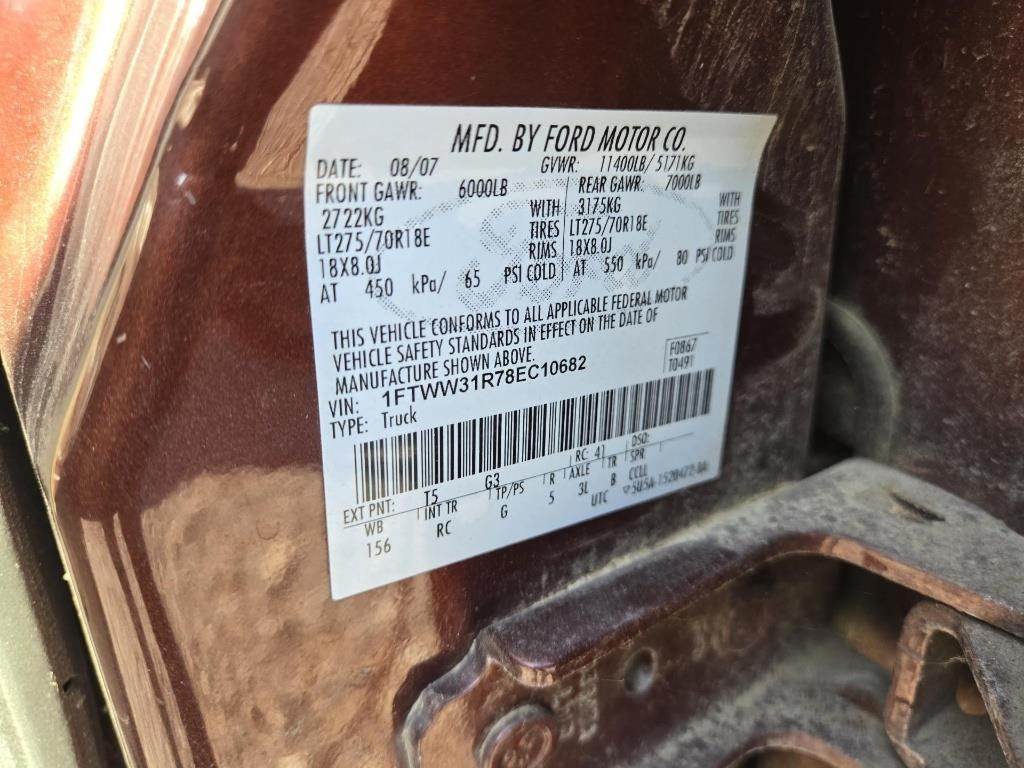 MFD. BY FORD MOTOR CO.
DATE: 08/07 GVWR: 11400LB/ 5171KG
FRONT GAWR: 6000LB REAR GAWR: 7000LB
2722KG WITH 3175KG WITH
LT275/70R18E TIRES LT275/70R18E TIRES
18X8.0J RIMS 18X8.0J RIMS
AT 450 kPa/ 65 PSI COLD AT 550 kPa/ 80 PSI COLD
THIS VEHICLE CONFORMS TO ALL APPLICABLE FEDERAL MOTOR
VEHICLE SAFETY STANDARDS IN EFFECT ON THE DATE OF
MANUFACTURE SHOWN ABOVE.
VIN: 1FTWW31R78EC10682
F0867
T0491
TYPE: Truck
EXT PNT: T5 G3 RC: 41 DSO:
WB INT TR TP/PS R AXLE TR SPR
156 RC G 5 3L B CCLL
UTC